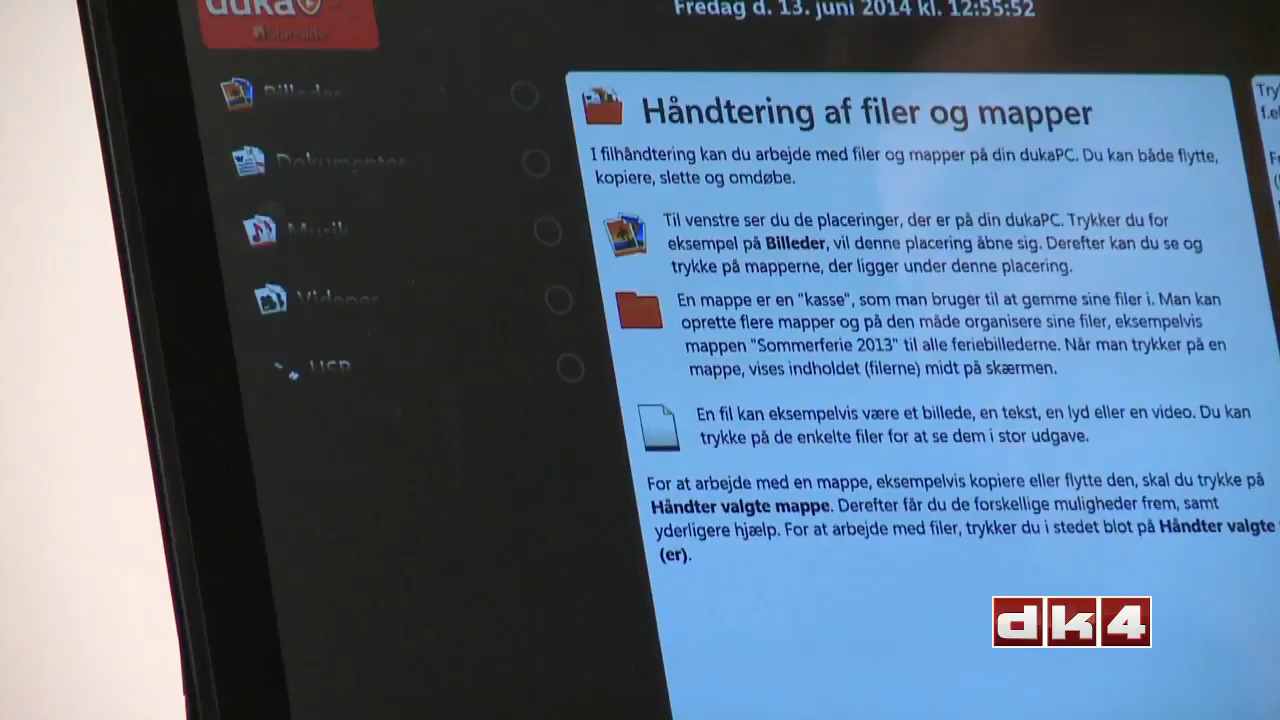 duka
Startside
Fredag d. 13. juni 2014 kl. 12:55:52
Billeder
Dokumenter
Musik
Videoer
USB
Håndtering af filer og mapper
I filhåndtering kan du arbejde med filer og mapper på din dukaPC. Du kan både flytte,
kopiere, slette og omdøbe.
Til venstre ser du de placeringer, der er på din dukaPC. Trykker du for
eksempel på Billeder, vil denne placering åbne sig. Derefter kan du se og
trykke på mapperne, der ligger under denne placering.
En mappe er en "kasse", som man bruger til at gemme sine filer i. Man kan
oprette flere mapper og på den måde organisere sine filer, eksempelvis
mappen "Sommerferie 2013" til alle feriebillederne. Når man trykker på en
mappe, vises indholdet (filerne) midt på skærmen.
En fil kan eksempelvis være et billede, en tekst, en lyd eller en video. Du kan
trykke på de enkelte filer for at se dem i stor udgave.
For at arbejde med en mappe, eksempelvis kopiere eller flytte den, skal du trykke på
Håndter valgte mappe. Derefter får du de forskellige muligheder frem, samt
yderligere hjælp. For at arbejde med filer, trykker du i stedet blot på Håndter valgte
(er).
dk4